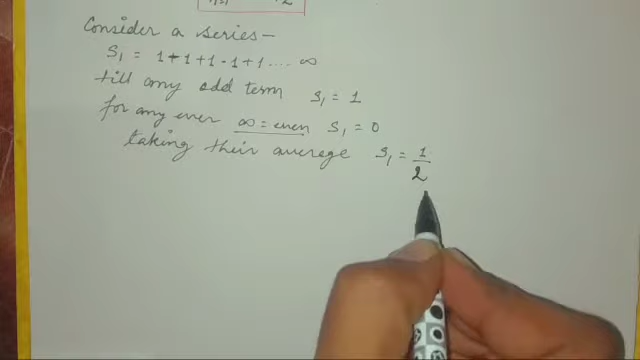 Consider a series -
S₁ = 1 - 1 + 1 - 1 + 1 .... ∞
till any odd term S₁ = 1
for any even ∞ = even S₁ = 0
taking their average S₁ = 1/2